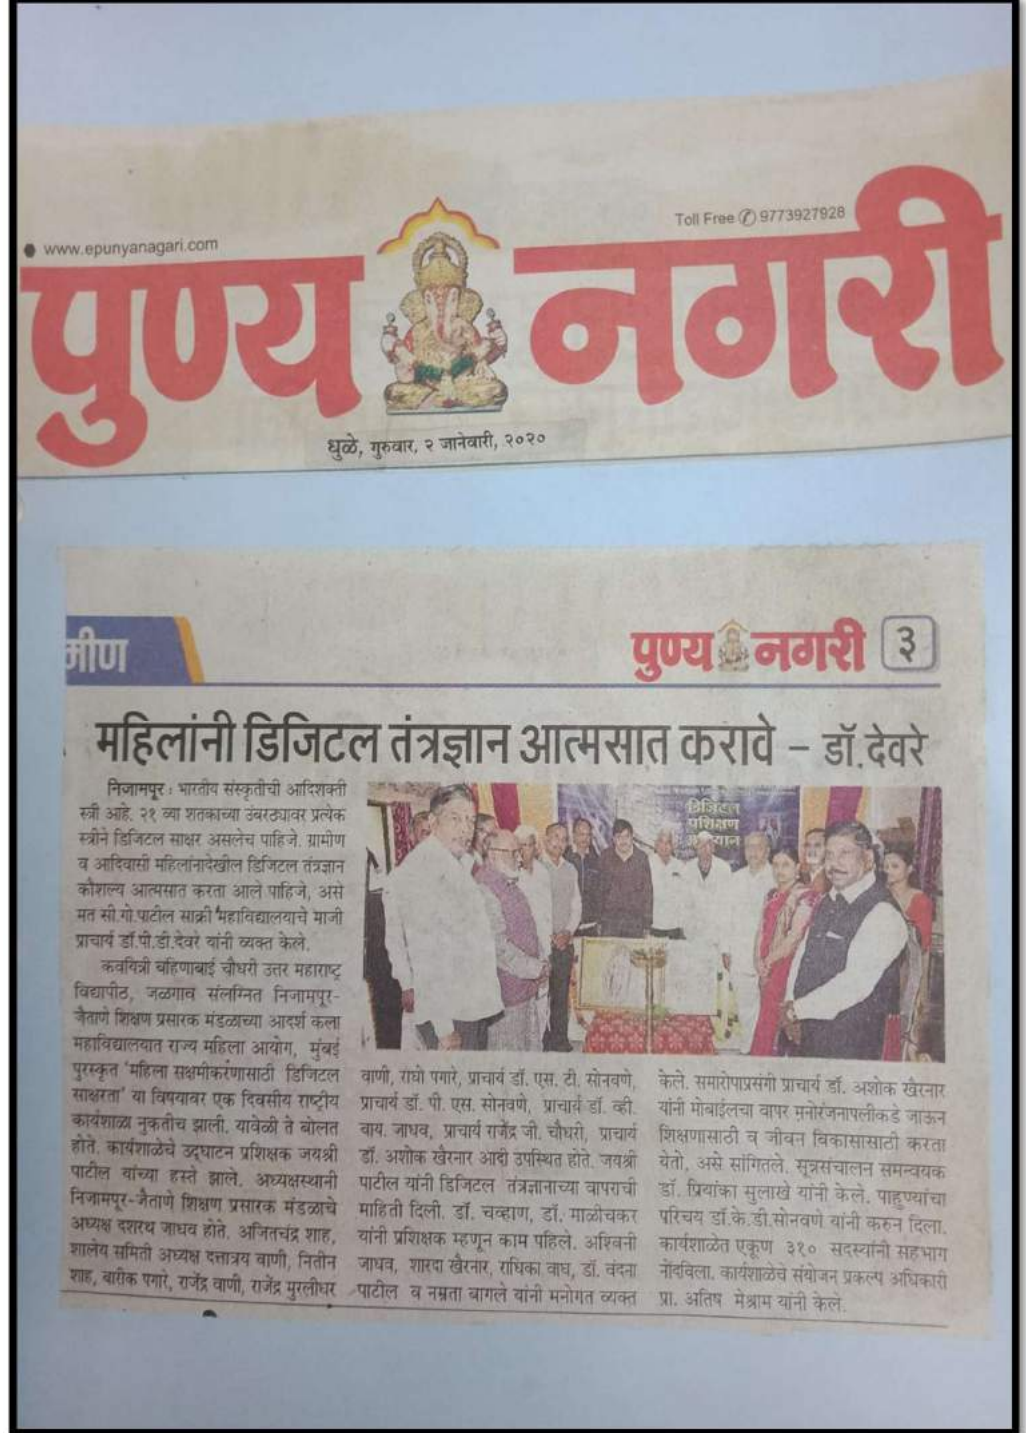 www.epunyanagari.com
Toll Free 9773927928
पुण्य नगरी
धुळे, गुरुवार, २ जानेवारी, २०२०
मीण
पुण्य नगरी ३
महिलांनी डिजिटल तंत्रज्ञान आत्मसात करावे – डॉ.देवरे
निजामपूर : भारतीय संस्कृतीची आदिशक्ती
स्त्री आहे. २१ व्या शतकाच्या उंबरठ्यावर प्रत्येक
स्त्रीने डिजिटल साक्षर असलेच पाहिजे. ग्रामीण
व आदिवासी महिलांनादेखील डिजिटल तंत्रज्ञान
कौशल्य आत्मसात करता आले पाहिजे, असे
मत सी.गो.पाटील साक्री महाविद्यालयाचे माजी
प्राचार्य डॉ.पी.डी.देवरे यांनी व्यक्त केले.
कवयित्री बहिणाबाई चौधरी उत्तर महाराष्ट्र
विद्यापीठ, जळगाव संलग्नित निजामपूर-
जैताणे शिक्षण प्रसारक मंडळाच्या आदर्श कला
महाविद्यालयात राज्य महिला आयोग, मुंबई
पुरस्कृत 'महिला सक्षमीकरणासाठी डिजिटल
साक्षरता' या विषयावर एक दिवसीय राष्ट्रीय
कार्यशाळा नुकतीच झाली. यावेळी ते बोलत
होते. कार्यशाळेचे उद्घाटन प्रशिक्षक जयश्री
पाटील यांच्या हस्ते झाले. अध्यक्षस्थानी
निजामपूर-जैताणे शिक्षण प्रसारक मंडळाचे
अध्यक्ष दशरथ जाधव होते. अजितचंद्र शाह,
शालेय समिती अध्यक्ष दत्तात्रय वाणी, नितीन
शाह, बारीक पगारे, राजेंद्र वाणी, राजेंद्र मुरलीधर
डिजिटल
प्रशिक्षण
वाणी, राघो पगारे, प्राचार्य डॉ. एस. टी. सोनवणे,
प्राचार्य डॉ. पी. एस. सोनवणे, प्राचार्य डॉ. व्ही.
वाय. जाधव, प्राचार्य राजेंद्र जी. चौधरी, प्राचार्य
डॉ. अशोक खैरनार आदी उपस्थित होते. जयश्री
पाटील यांनी डिजिटल तंत्रज्ञानाच्या वापराची
माहिती दिली. डॉ. चव्हाण, डॉ. माळीचकर
यांनी प्रशिक्षक म्हणून काम पहिले. अश्विनी
जाधव, शारदा खैरनार, राधिका वाघ, डॉ. वंदना
पाटील व नम्रता बागले यांनी मनोगत व्यक्त
केले. समारोपाप्रसंगी प्राचार्य डॉ. अशोक खैरनार
यांनी मोबाईलचा वापर मनोरंजनापलीकडे जाऊन
शिक्षणासाठी व जीवन विकासासाठी करता
येतो, असे सांगितले. सूत्रसंचालन समन्वयक
डॉ. प्रियांका सुलाखे यांनी केले. पाहुण्यांचा
परिचय डॉ.के.डी.सोनवणे यांनी करुन दिला.
कार्यशाळेत एकूण ३१० सदस्यांनी सहभाग
नोंदविला. कार्यशाळेचे संयोजन प्रकल्प अधिकारी
प्रा. अतिष मेश्राम यांनी केले.